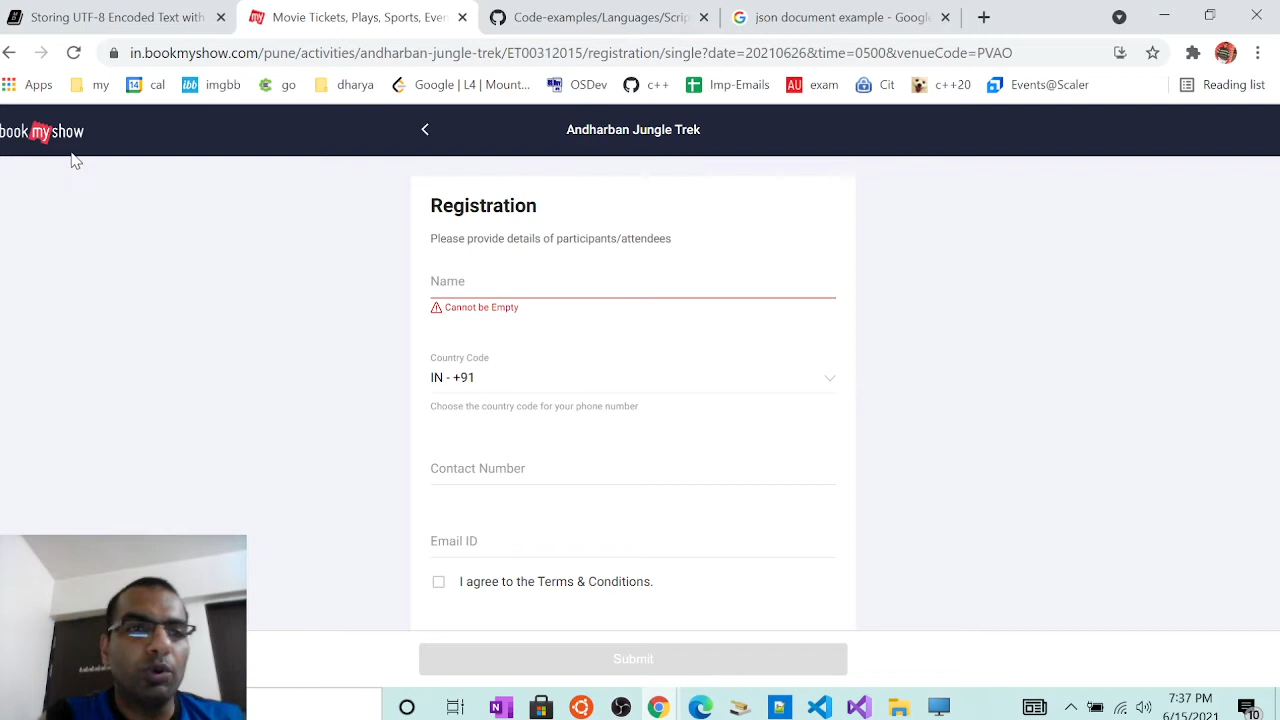 Storing UTF-8 Encoded Text with
Movie Tickets, Plays, Sports, Even
Code-examples/Languages/Scrip
json document example - Google
in.bookmyshow.com/pune/activities/andharban-jungle-trek/ET00312015/registration/single?date=20210626&time=0500&venueCode=PVAO
Apps my cal imgbb go dharya Google | L4 | Mount... OSDev c++ Imp-Emails exam Cit c++20 Events@Scaler Reading list
book my show
Andharban Jungle Trek
Registration
Please provide details of participants/attendees
Name
Cannot be Empty
Country Code
IN - +91
Choose the country code for your phone number
Contact Number
Email ID
I agree to the Terms & Conditions.
Submit
7:37 PM